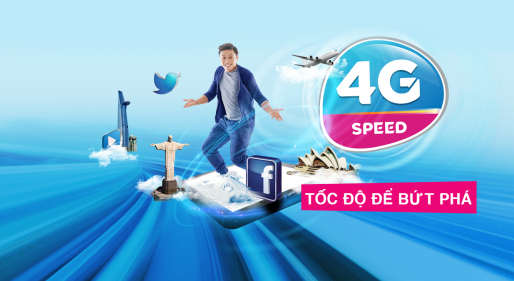 4G
SPEED
f
TỐC ĐỘ ĐỂ BỨT PHÁ